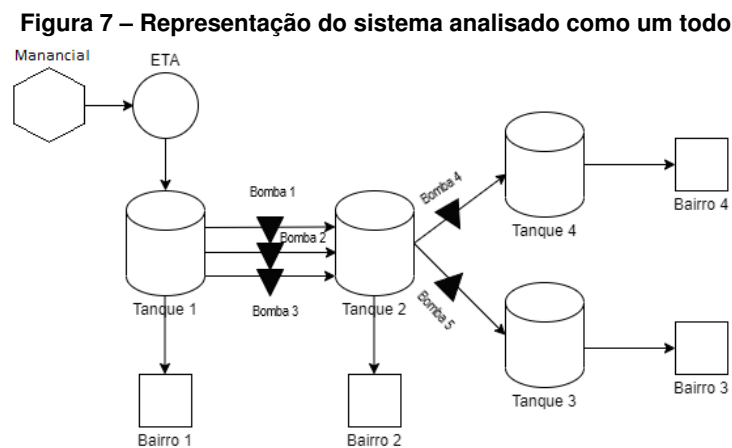 Figura 7 – Representação do sistema analisado como um todo
Manancial
ETA
Bomba 1
Bomba 2
Bomba 3
Tanque 1
Tanque 2
Bomba 4
Bomba 5
Tanque 4
Bairro 4
Tanque 3
Bairro 3
Bairro 1
Bairro 2